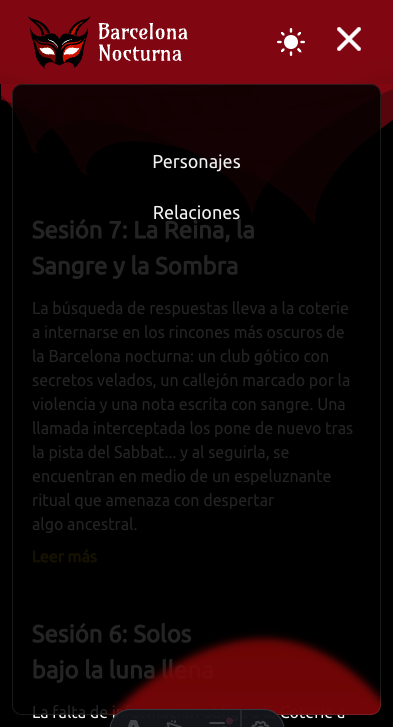 Barcelona
Nocturna
Personajes
Relaciones
Sesión 7: La Reina, la
Sangre y la Sombra
La búsqueda de respuestas lleva a la coterie
a internarse en los rincones más oscuros de
la Barcelona nocturna: un club gótico con
secretos velados, un callejón marcado por la
violencia y una nota escrita con sangre. Una
llamada interceptada los pone de nuevo tras
la pista del Sabbat... y al seguirla, se
encuentran en medio de un espeluznante
ritual que amenaza con despertar
algo ancestral.
Leer más
Sesión 6: Solos
bajo la luna llena
La falta de